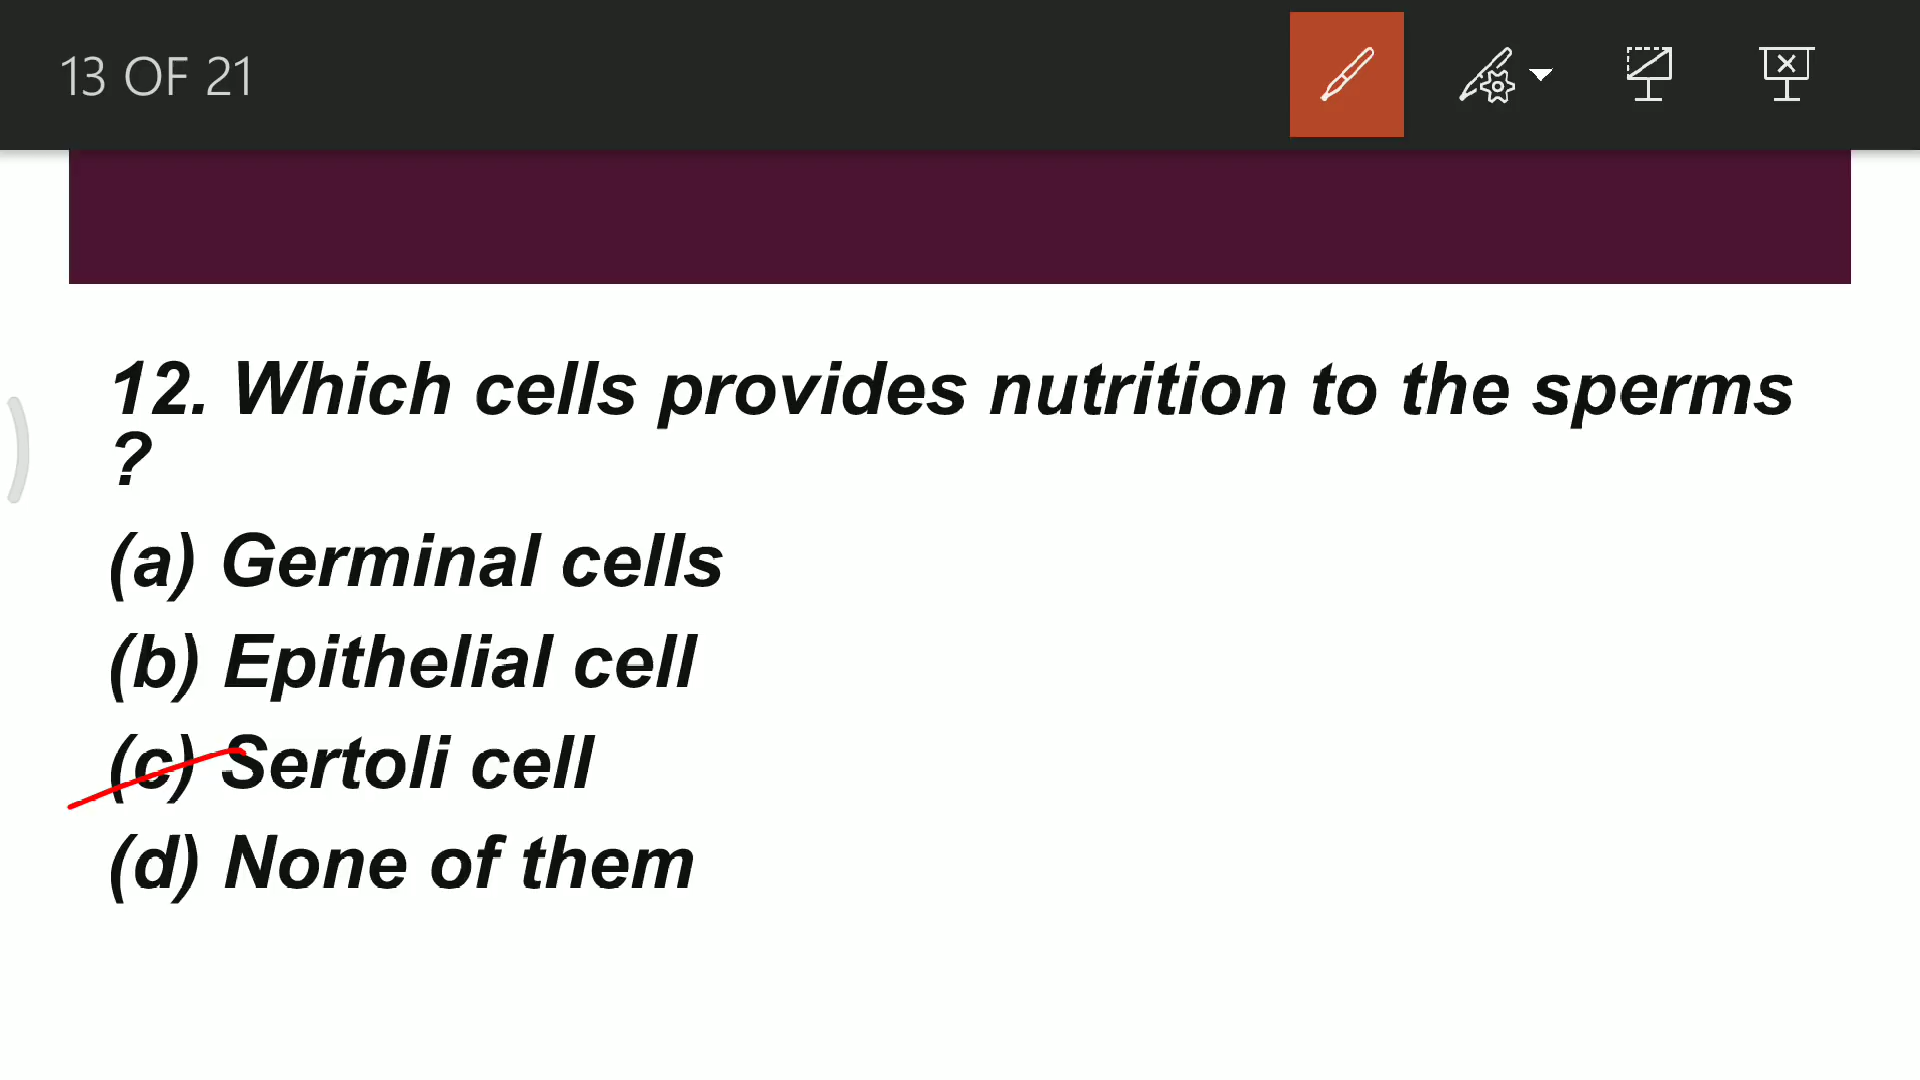 13 OF 21
12. Which cells provides nutrition to the sperms
?
(a) Germinal cells
(b) Epithelial cell
(c) Sertoli cell
(d) None of them